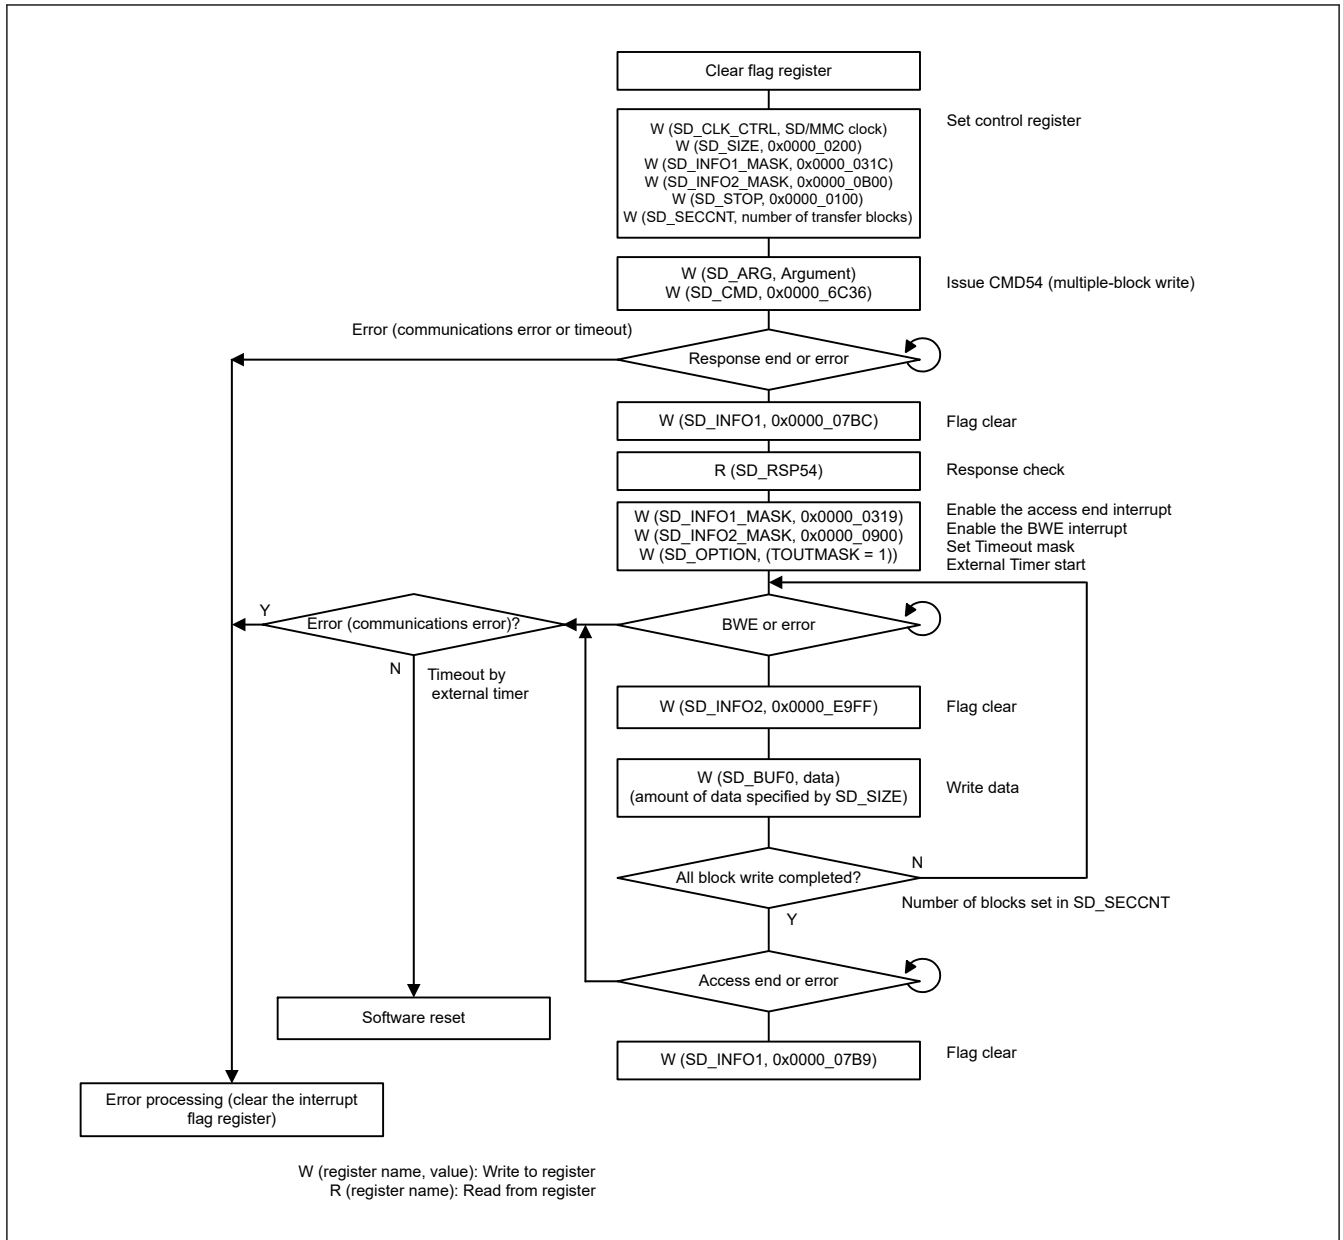 Clear flag register
W (SD_CLK_CTRL, SD/MMC clock)
W (SD_SIZE, 0x0000_0200)
W (SD_INFO1_MASK, 0x0000_031C)
W (SD_INFO2_MASK, 0x0000_0B00)
W (SD_STOP, 0x0000_0100)
W (SD_SECCNT, number of transfer blocks)
Set control register
W (SD_ARG, Argument)
W (SD_CMD, 0x0000_6C36)
Issue CMD54 (multiple-block write)
Error (communications error or timeout)
Response end or error
W (SD_INFO1, 0x0000_07BC)
Flag clear
R (SD_RSP54)
Response check
W (SD_INFO1_MASK, 0x0000_0319)
W (SD_INFO2_MASK, 0x0000_0900)
W (SD_OPTION, (TOUTMASK = 1))
Enable the access end interrupt
Enable the BWE interrupt
Set Timeout mask
External Timer start
Y
Error (communications error)?
BWE or error
N
Timeout by
external timer
W (SD_INFO2, 0x0000_E9FF)
Flag clear
W (SD_BUF0, data)
(amount of data specified by SD_SIZE)
Write data
All block write completed?
N
Number of blocks set in SD_SECCNT
Y
Access end or error
Software reset
W (SD_INFO1, 0x0000_07B9)
Flag clear
Error processing (clear the interrupt
flag register)
W (register name, value): Write to register
R (register name): Read from register